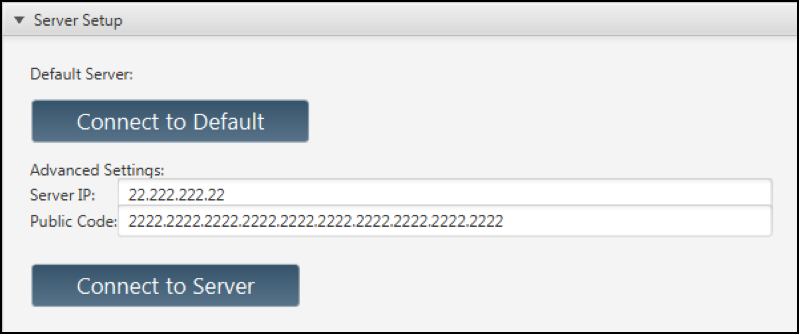 Server Setup
Default Server:
Connect to Default
Advanced Settings:
Server IP: 22.222.222.22
Public Code: 2222.2222.2222.2222.2222.2222.2222.2222.2222.2222
Connect to Server